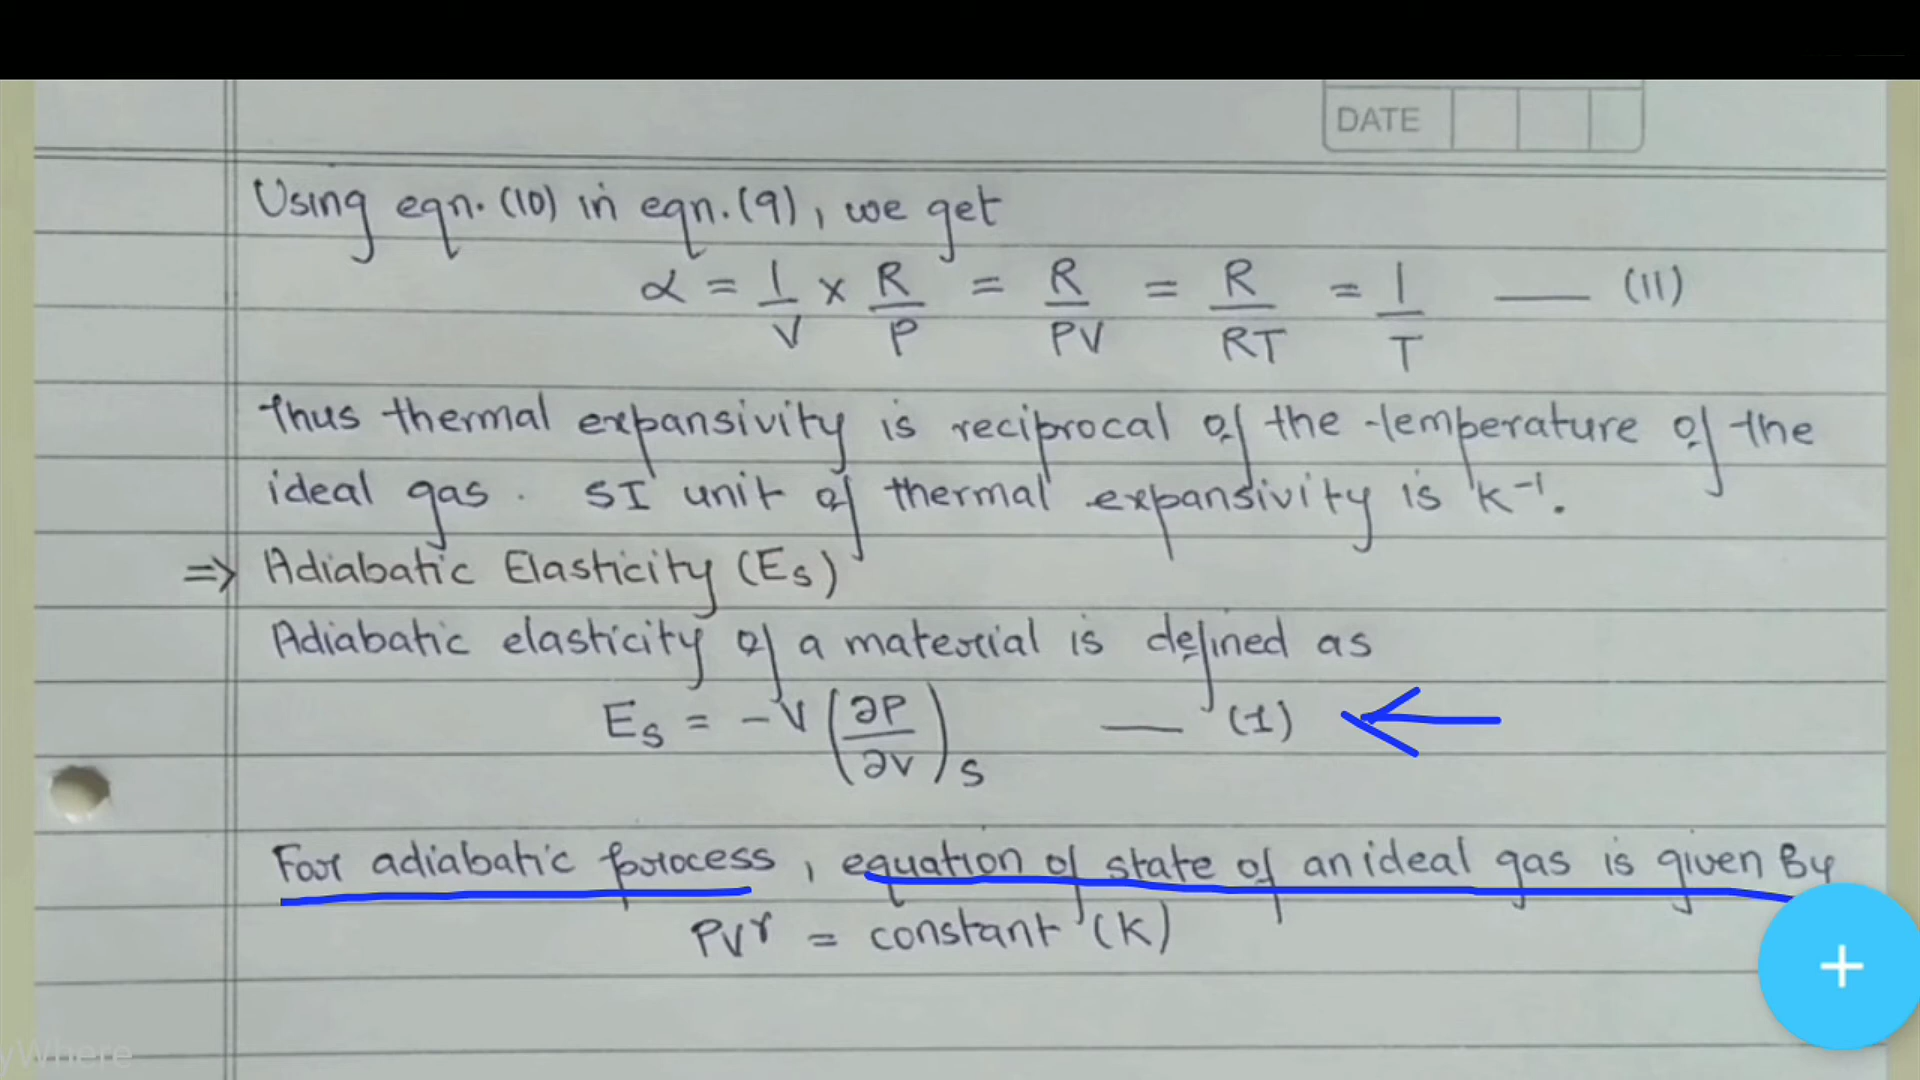 DATE
Using eqn. (10) in eqn. (9), we get
α = 1/V × R/P = R/PV = R/RT = 1/T —— (11)
Thus thermal expansivity is reciprocal of the temperature of the
ideal gas. SI unit of thermal expansivity is K⁻¹.
⇒ Adiabatic Elasticity (Es)
Adiabatic elasticity of a material is defined as
Es = -V (∂P/∂V)s —— (1)
For adiabatic process, equation of state of an ideal gas is given By
PV^γ = constant (K)
+
yWhere